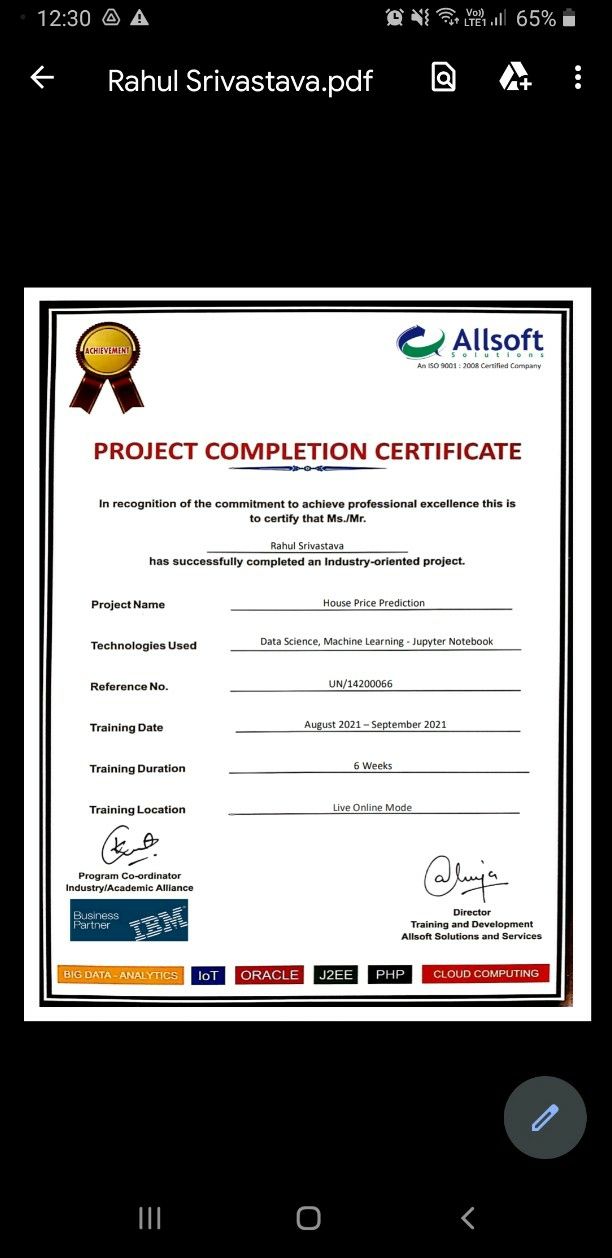 12:30 Vo)) LTE1 65%
Rahul Srivastava.pdf
ACHIEVEMENT
Allsoft
Solutions
An ISO 9001 : 2008 Certified Company
PROJECT COMPLETION CERTIFICATE
In recognition of the commitment to achieve professional excellence this is
to certify that Ms./Mr.
Rahul Srivastava
has successfully completed an Industry-oriented project.
Project Name House Price Prediction
Technologies Used Data Science, Machine Learning - Jupyter Notebook
Reference No. UN/14200066
Training Date August 2021 – September 2021
Training Duration 6 Weeks
Training Location Live Online Mode
Program Co-ordinator
Industry/Academic Alliance
Business
Partner
IBM
Director
Training and Development
Allsoft Solutions and Services
BIG DATA - ANALYTICS IoT ORACLE J2EE PHP CLOUD COMPUTING